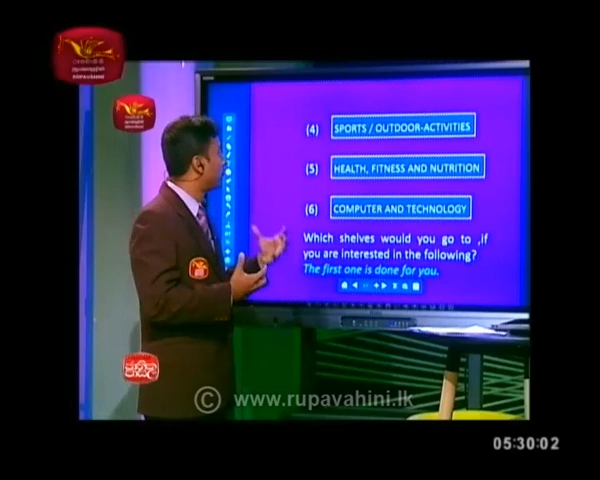 RUPAVAHINI
(4) SPORTS / OUTDOOR-ACTIVITIES
(5) HEALTH, FITNESS AND NUTRITION
(6) COMPUTER AND TECHNOLOGY
Which shelves would you go to ,if
you are interested in the following?
The first one is done for you.
© www.rupavahini.lk
05:30:02